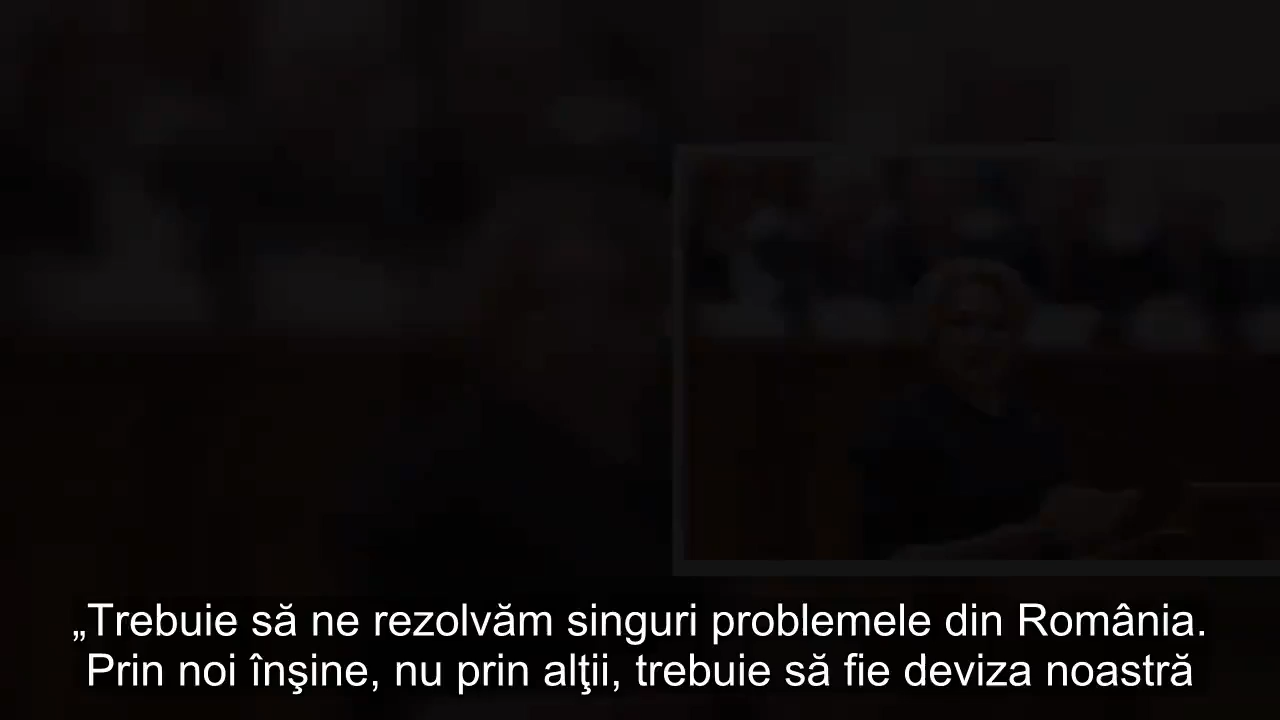 „Trebuie să ne rezolvăm singuri problemele din România.
Prin noi înşine, nu prin alţii, trebuie să fie deviza noastră